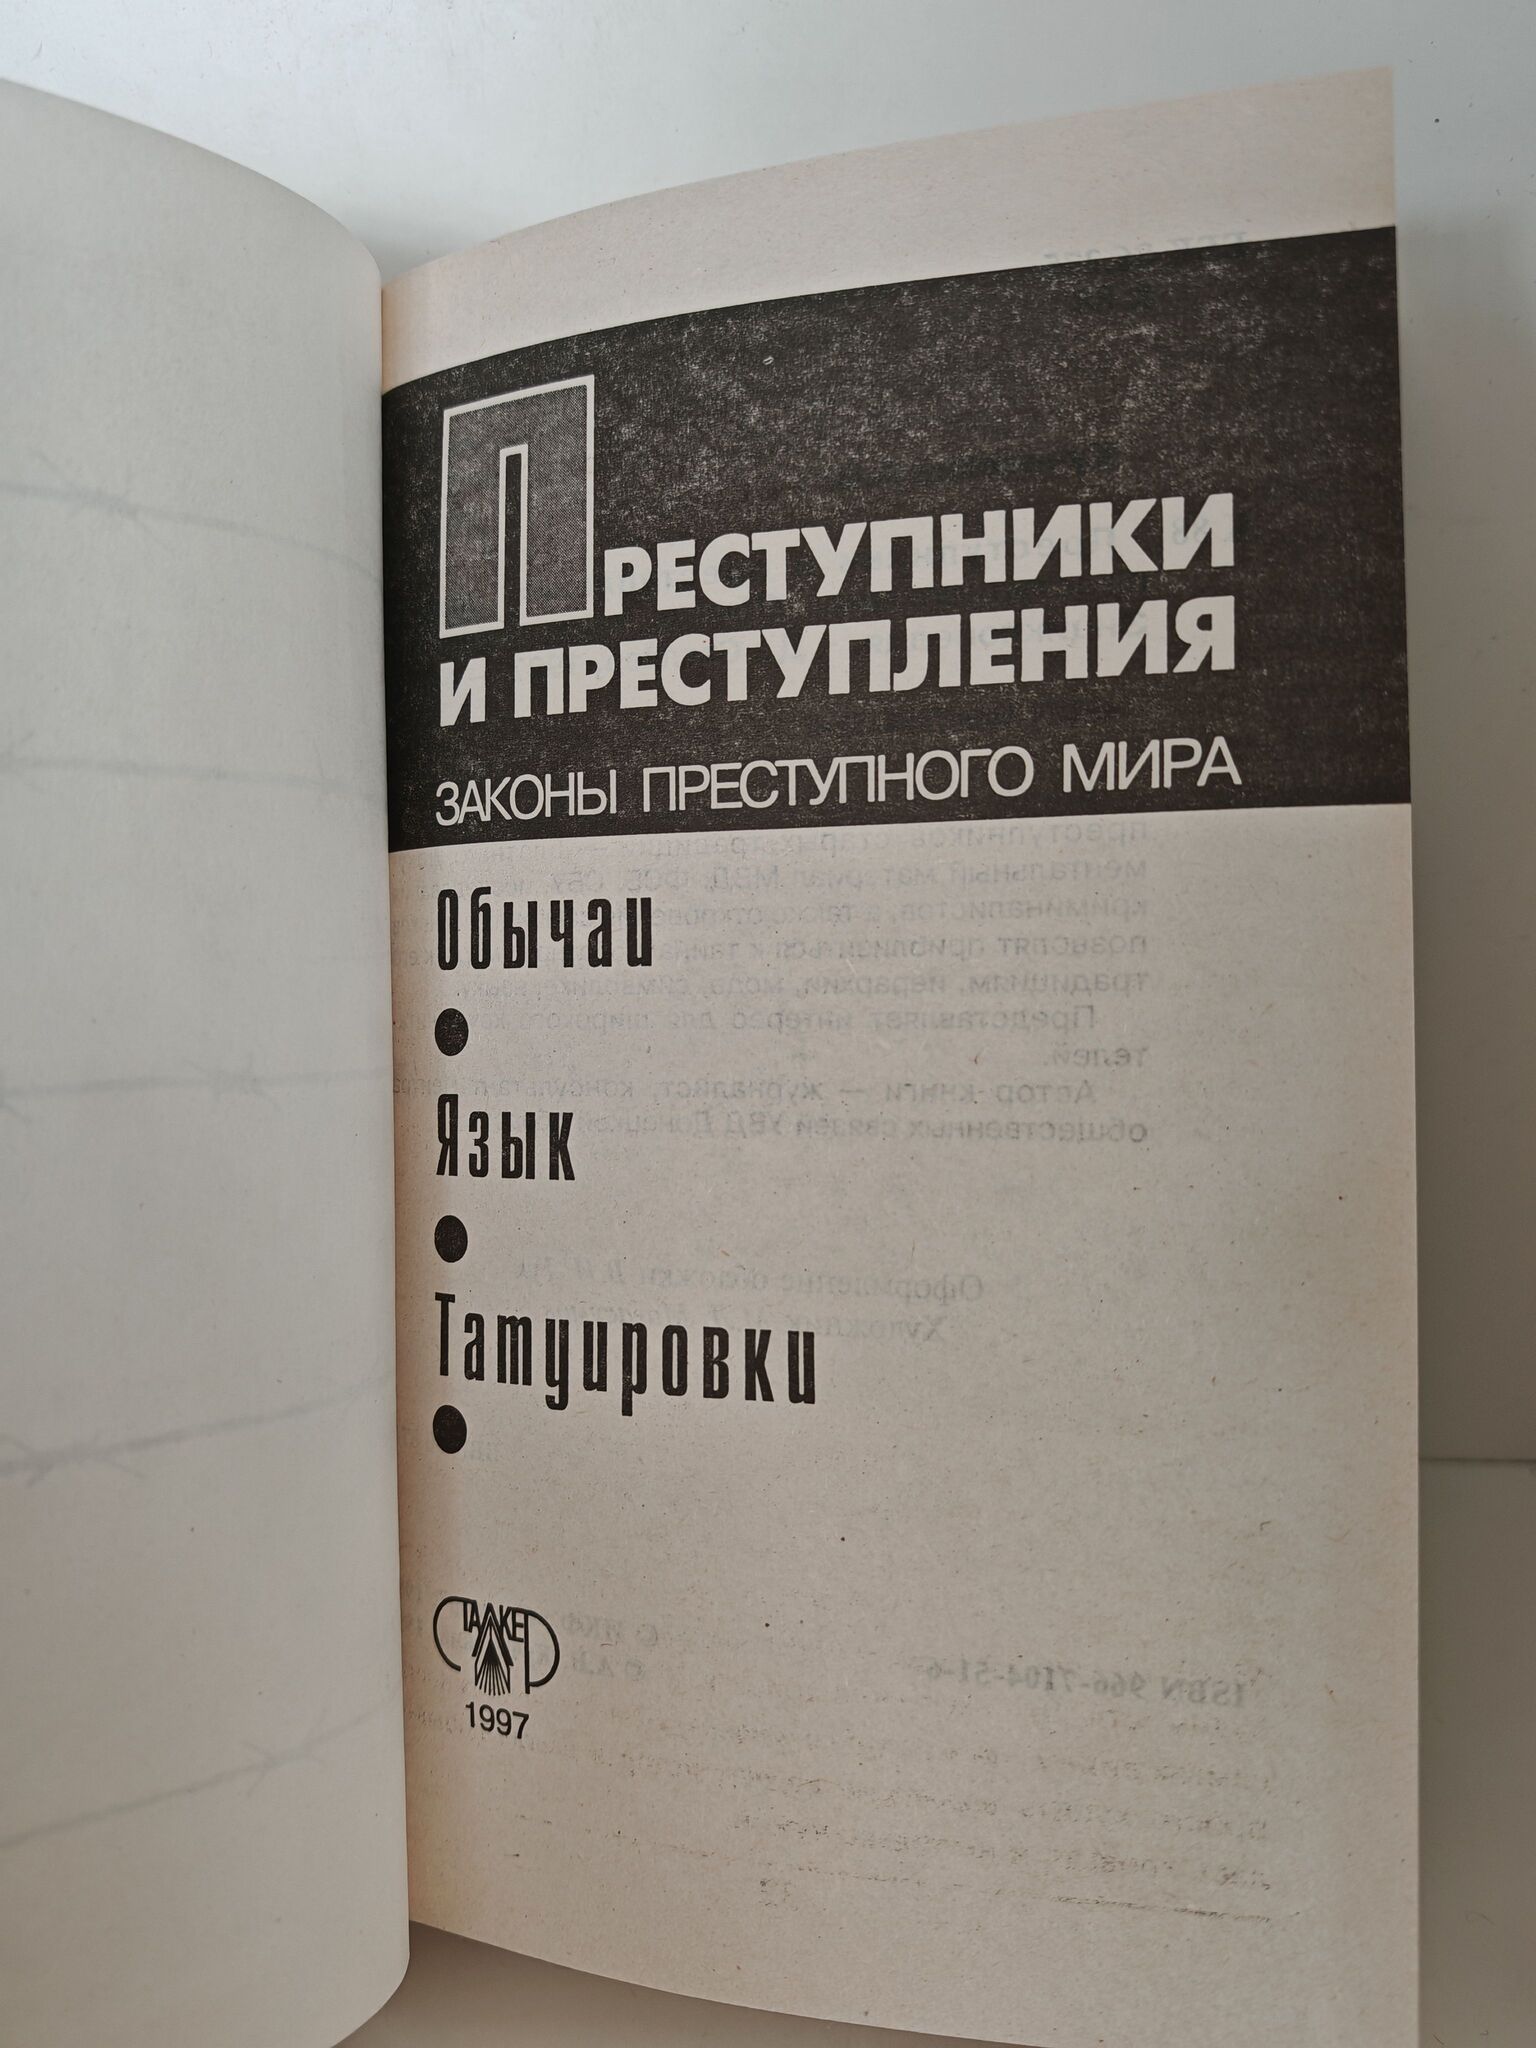 ПРЕСТУПНИКИ
И ПРЕСТУПЛЕНИЯ
ЗАКОНЫ ПРЕСТУПНОГО МИРА
Обычаи
●
Язык
●
Татуировки
●
СТАЛКЕР
1997